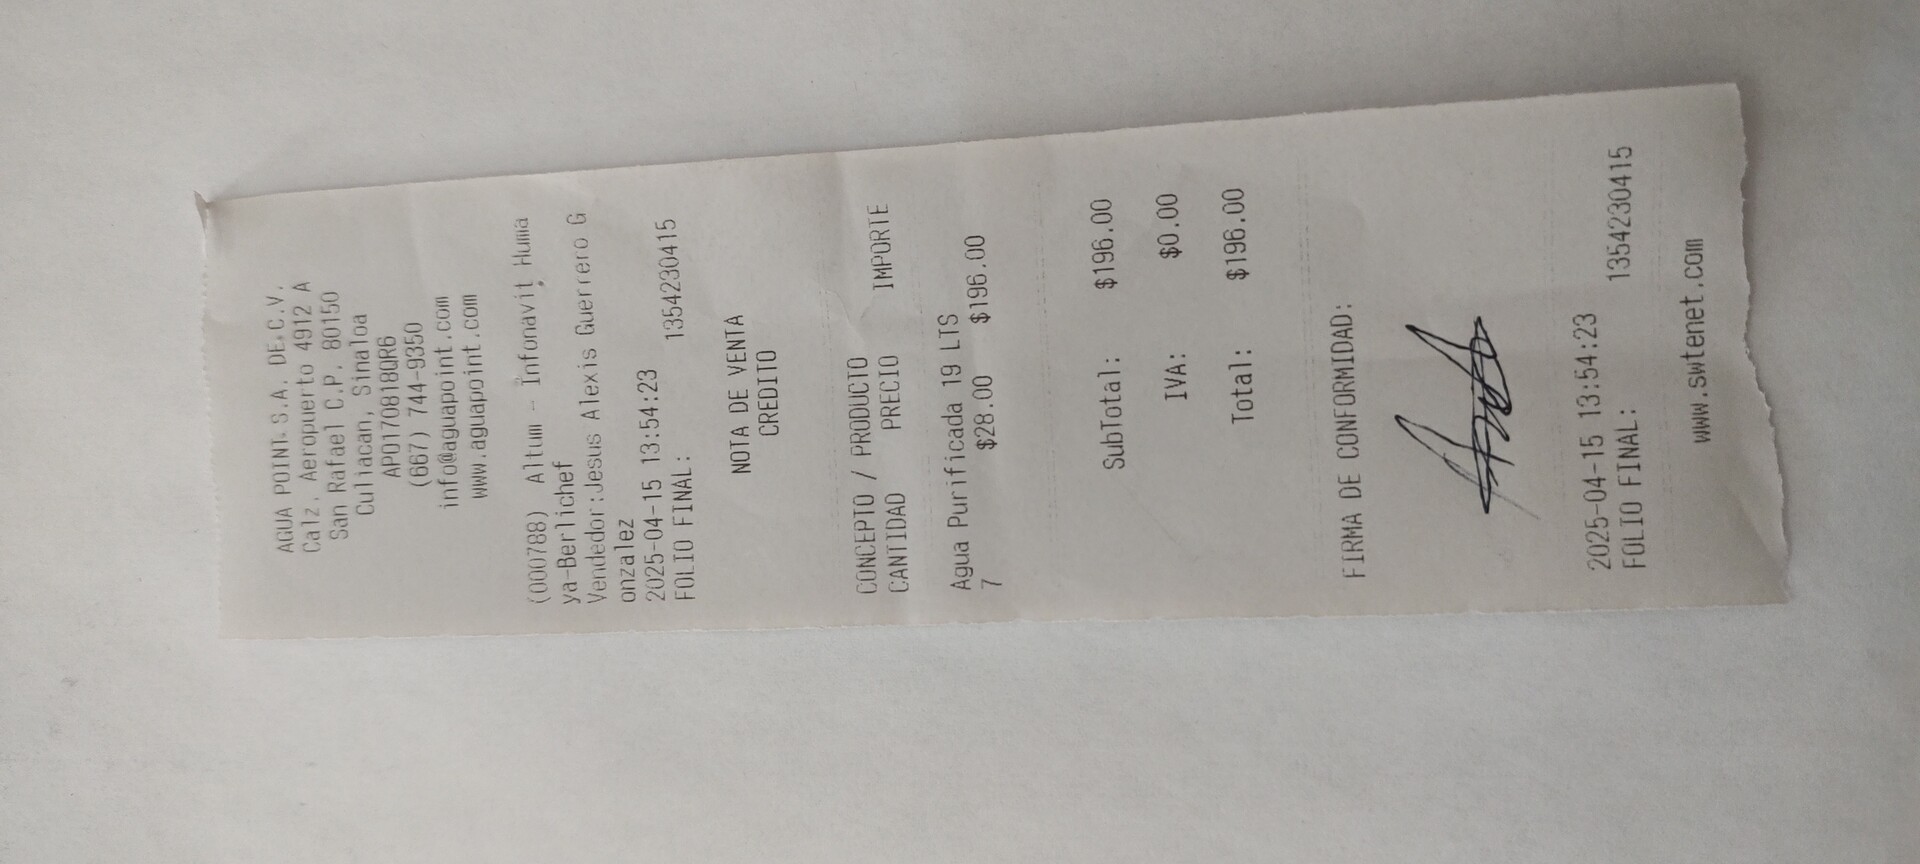 AGUA POINT. S.A. DE.C.V.
Calz. Aeropuerto 4912 A
San Rafael C.P. 80150
Culiacan, Sinaloa
APO170818QR6
(667) 744-9350
info@aguapoint.com
www.aguapoint.com
(000788) Altum - Infonavit Huma
ya-Berlichef
Vendedor:Jesus Alexis Guerrero G
onzalez
2025-04-15 13:54:23
FOLIO FINAL: 1354230415
NOTA DE VENTA
CREDITO
CONCEPTO / PRODUCTO
CANTIDAD PRECIO IMPORTE
Agua Purificada 19 LTS
7 $28.00 $196.00
SubTotal: $196.00
IVA: $0.00
Total: $196.00
FIRMA DE CONFORMIDAD:
2025-04-15 13:54:23
FOLIO FINAL: 1354230415
www.swtenet.com